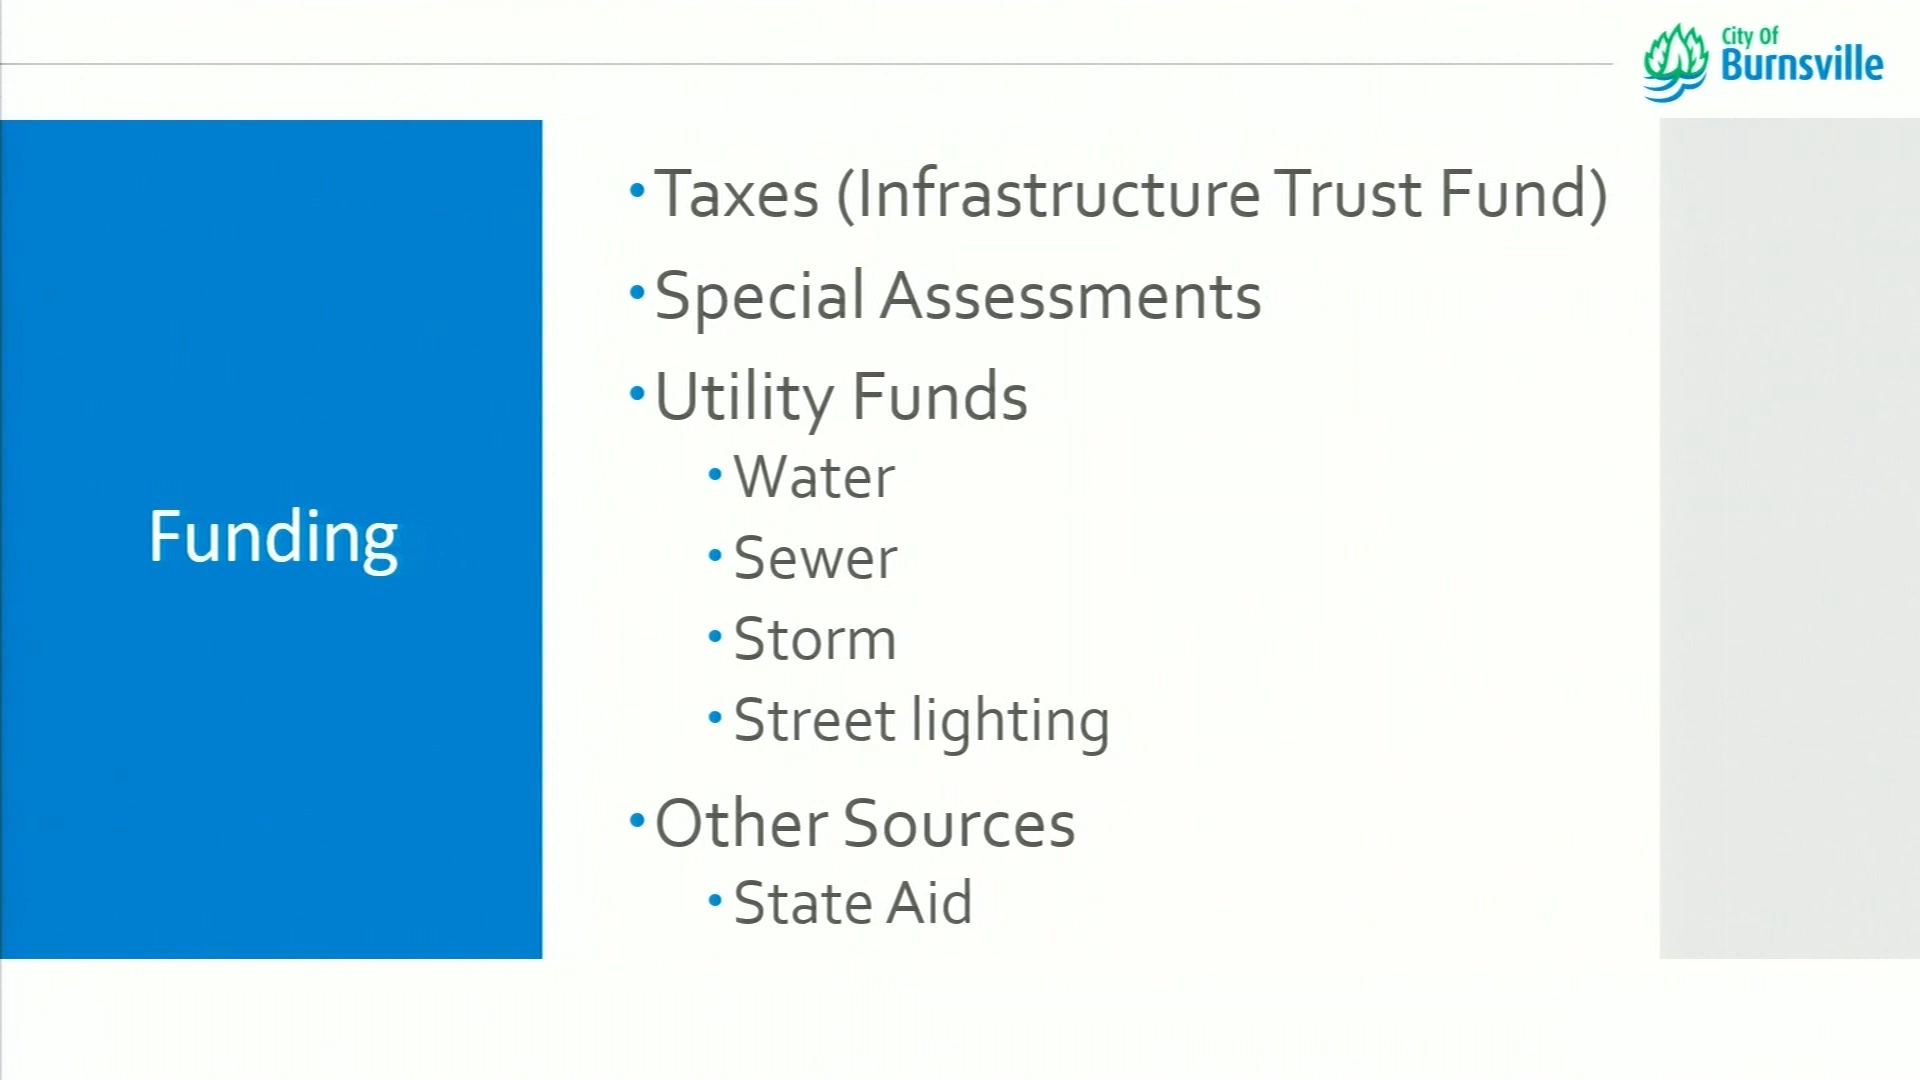 City Of
Burnsville
Funding
•Taxes (Infrastructure Trust Fund)
•Special Assessments
•Utility Funds
•Water
•Sewer
•Storm
•Street lighting
•Other Sources
•State Aid